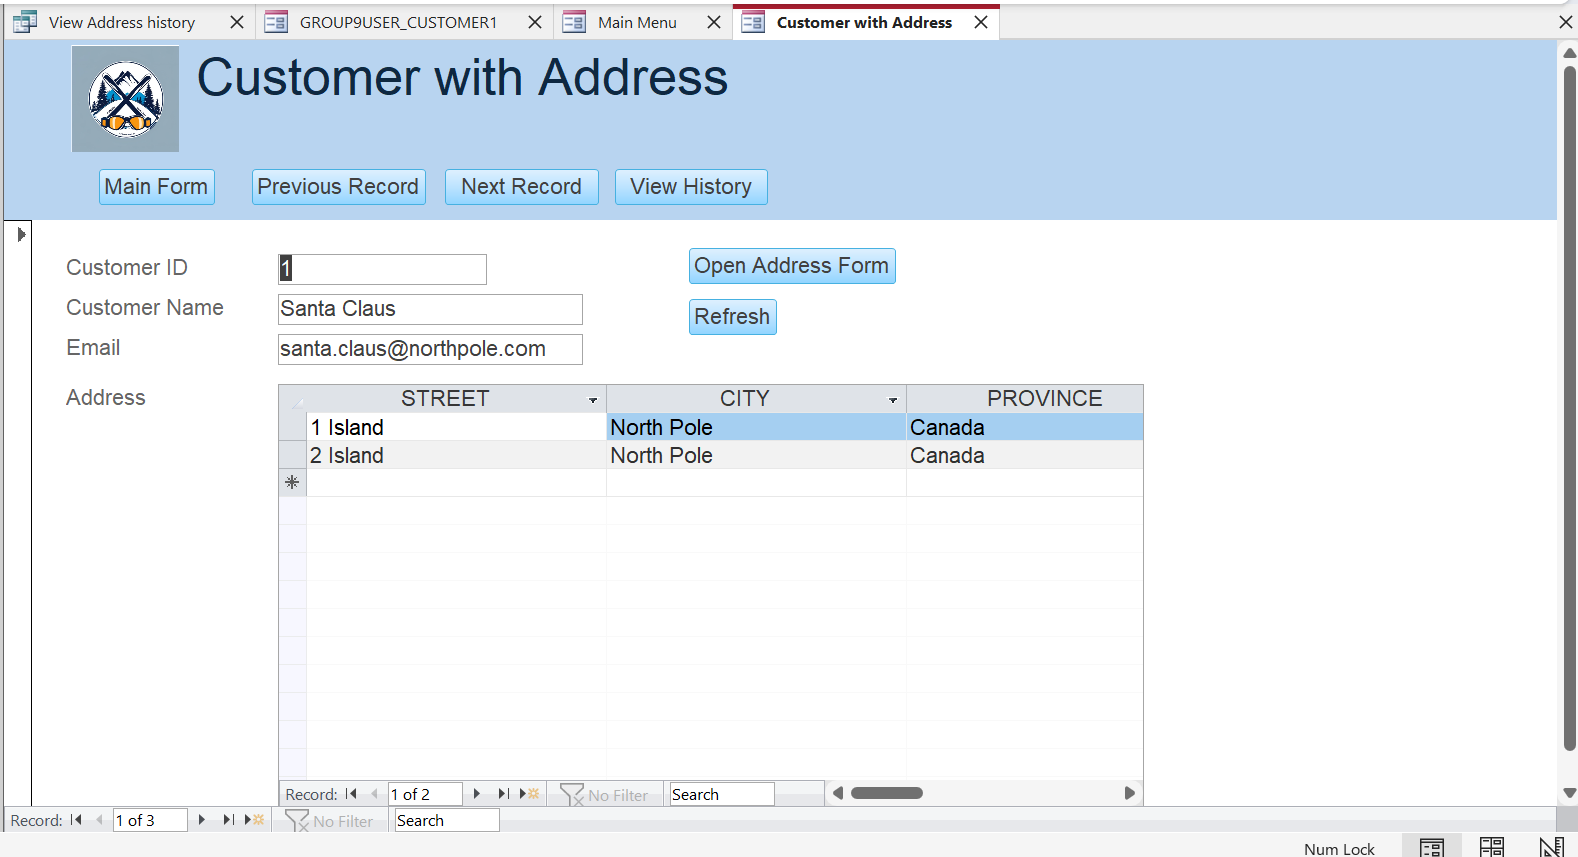 View Address history GROUP9USER_CUSTOMER1 Main Menu Customer with Address
Customer with Address
Main Form Previous Record Next Record View History
Customer ID 1 Open Address Form
Customer Name Santa Claus Refresh
Email santa.claus@northpole.com
Address STREET CITY PROVINCE
1 Island North Pole Canada
2 Island North Pole Canada
Record: 1 of 2 No Filter Search
Record: 1 of 3 No Filter Search
Num Lock